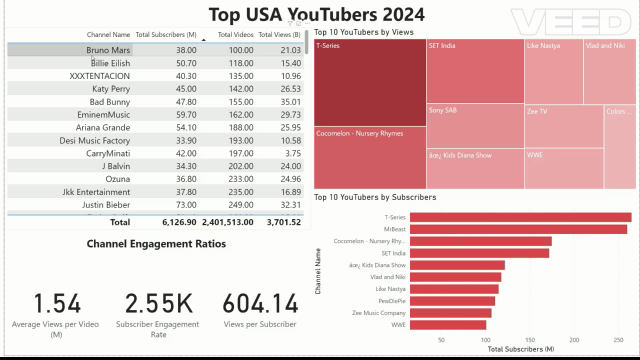 Top USA YouTubers 2024
VEED
Channel Name Total Subscribers (M) Total Videos Total Views (B)
Bruno Mars 38.00 100.00 21.03
Billie Eilish 50.70 118.00 15.40
XXXTENTACION 40.30 135.00 10.96
Katy Perry 45.00 142.00 26.53
Bad Bunny 47.80 155.00 35.01
EminemMusic 59.70 162.00 29.73
Ariana Grande 54.10 188.00 25.95
Desi Music Factory 33.90 193.00 10.58
CarryMinati 42.00 197.00 3.75
J Balvin 34.30 202.00 24.00
Ozuna 36.80 233.00 24.96
Jkk Entertainment 37.80 235.00 16.89
Justin Bieber 73.00 249.00 32.31
Total 6,126.90 2,401,513.00 3,701.52
Channel Engagement Ratios
1.54
Average Views per Video (M)
2.55K
Subscriber Engagement Rate
604.14
Views per Subscriber
Top 10 YouTubers by Views
T-Series
Cocomelon - Nursery Rhymes
SET India
Sony SAB
âœ¿ Kids Diana Show
Like Nastya
Vlad and Niki
Zee TV
WWE
Colors ...
Top 10 YouTubers by Subscribers
Channel Name
T-Series
MrBeast
Cocomelon - Nursery Rhy...
SET India
âœ¿ Kids Diana Show
Vlad and Niki
Like Nastya
PewDiePie
Zee Music Company
WWE
50 100 150 200 250
Total Subscribers (M)